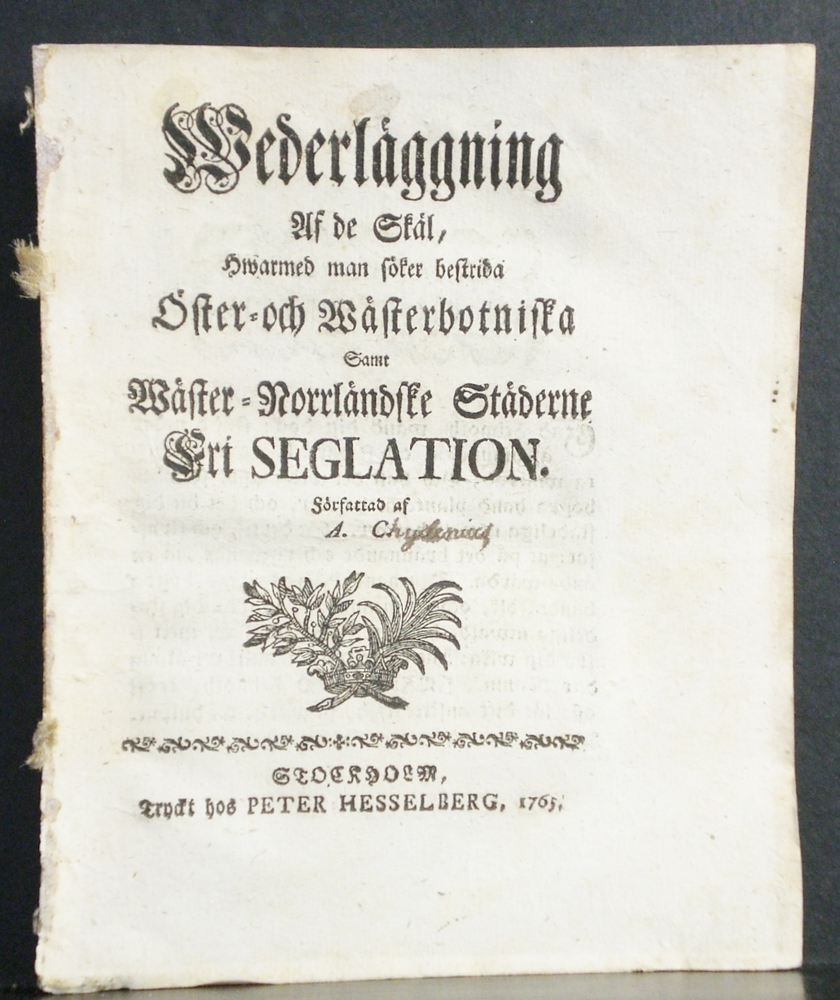 Wederläggning
Af de Skäl,
Hwarmed man söker bestrida
Öster-och Wästerbotniska
Samt
Wäster-Norrländske Städerne
Fri SEGLATION.
Författad af
A. Chydenius
STOCKHOLM,
Tryckt hos PETER HESSELBERG, 1765.